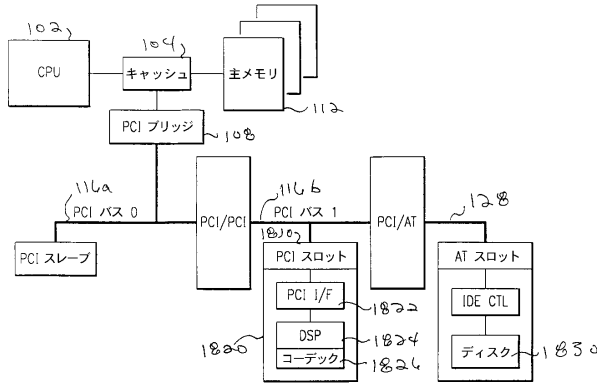 102
CPU
104
キャッシュ
主メモリ
112
PCI ブリッジ
108
116a
PCI バス 0
PCI/PCI
116b
PCI バス 1
PCI/AT
128
PCI スレーブ
1810
PCI スロット
AT スロット
PCI I/F
1822
IDE CTL
DSP
1824
1820
コーデック
1826
ディスク
1830